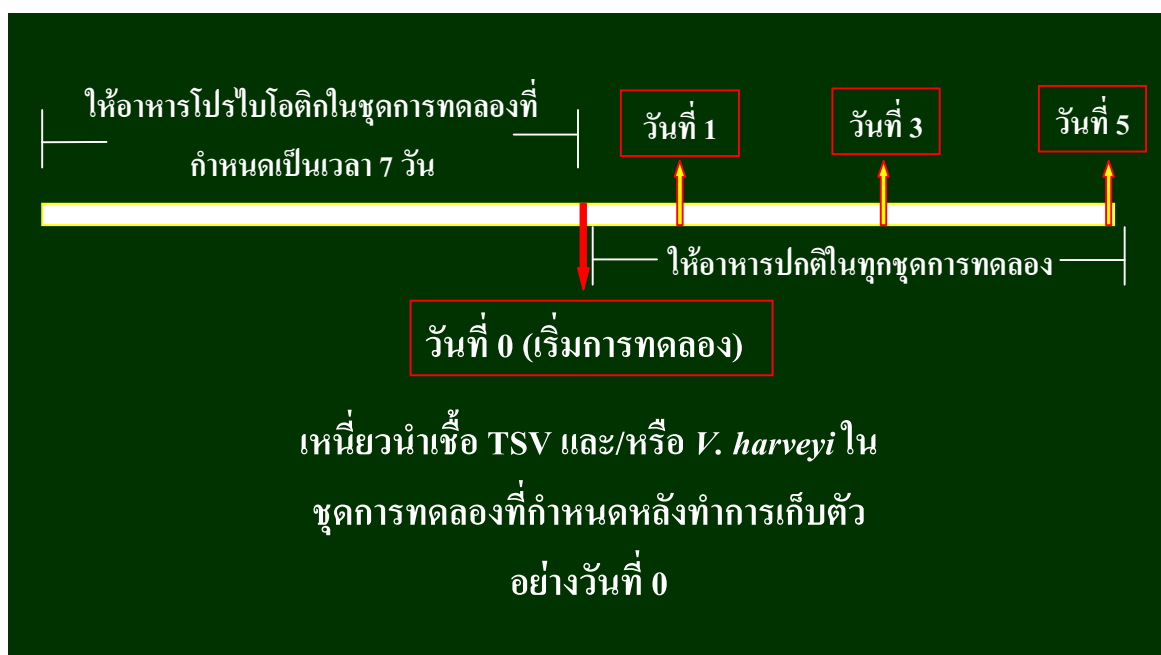 ให้อาหารโปรไบโอติกในชุดการทดลองที่
กำหนดเป็นเวลา 7 วัน
วันที่ 1
วันที่ 3
วันที่ 5
ให้อาหารปกติในทุกชุดการทดลอง
วันที่ 0 (เริ่มการทดลอง)
เหนี่ยวนำเชื้อ TSV และ/หรือ V. harveyi ใน
ชุดการทดลองที่กำหนดหลังทำการเก็บตัว
อย่างวันที่ 0